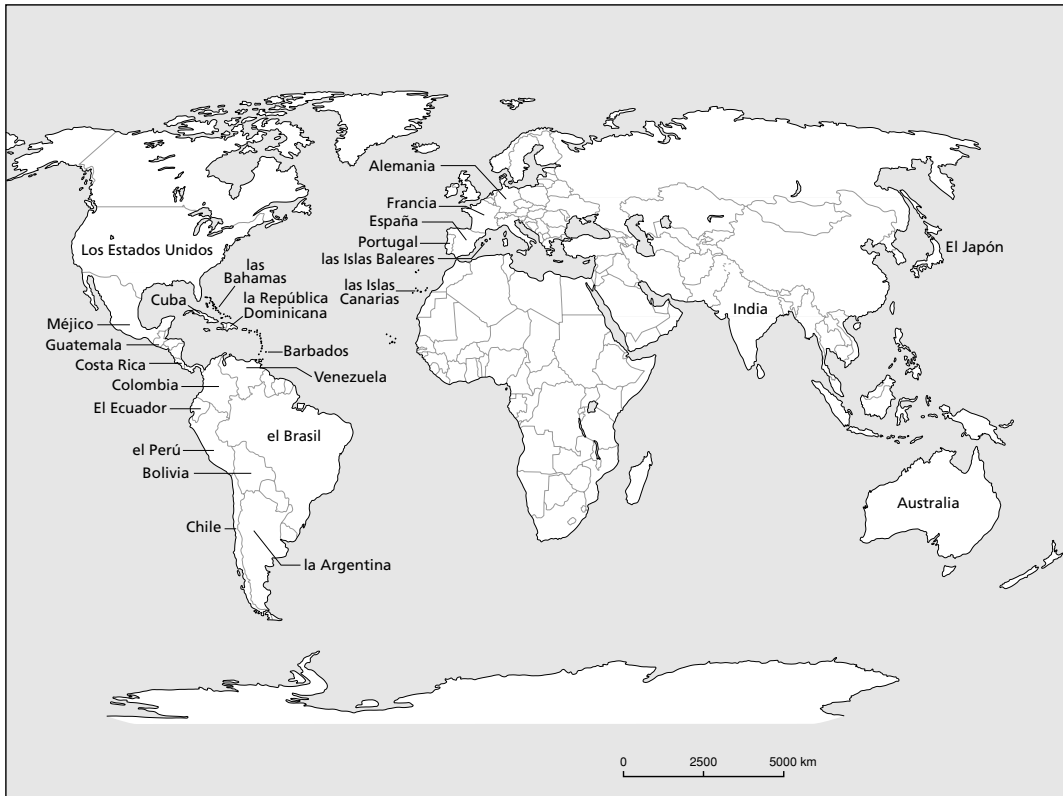 Alemania
Francia
España
Portugal
las Islas Baleares
las Islas
Canarias
Los Estados Unidos
las
Bahamas
Cuba
la República
Dominicana
Méjico
Guatemala
Costa Rica
Barbados
Venezuela
Colombia
El Ecuador
el Brasil
el Perú
Bolivia
Chile
la Argentina
El Japón
India
Australia
0 2500 5000 km